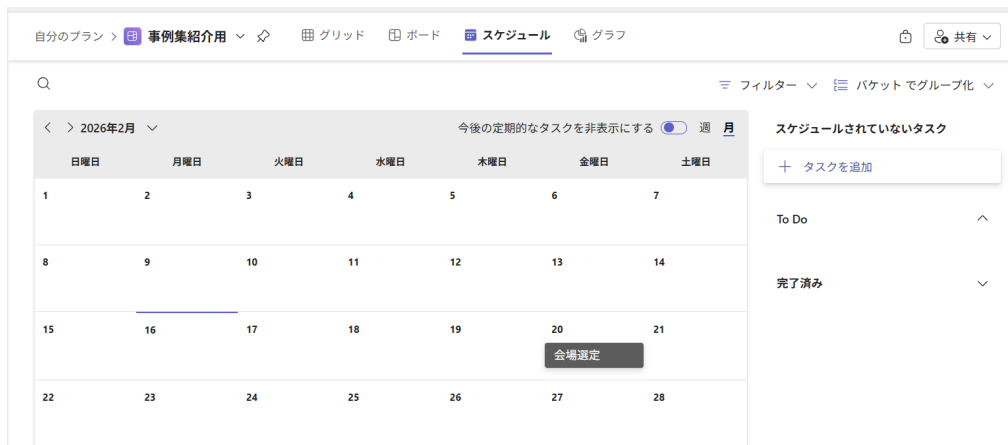 自分のプラン > 事例集紹介用 グリッド ボード スケジュール グラフ 共有
フィルター バケット でグループ化
2026年2月 今後の定期的なタスクを非表示にする 週 月
スケジュールされていないタスク
日曜日 月曜日 火曜日 水曜日 木曜日 金曜日 土曜日
タスクを追加
1 2 3 4 5 6 7
To Do
8 9 10 11 12 13 14
完了済み
15 16 17 18 19 20 21
会場選定
22 23 24 25 26 27 28